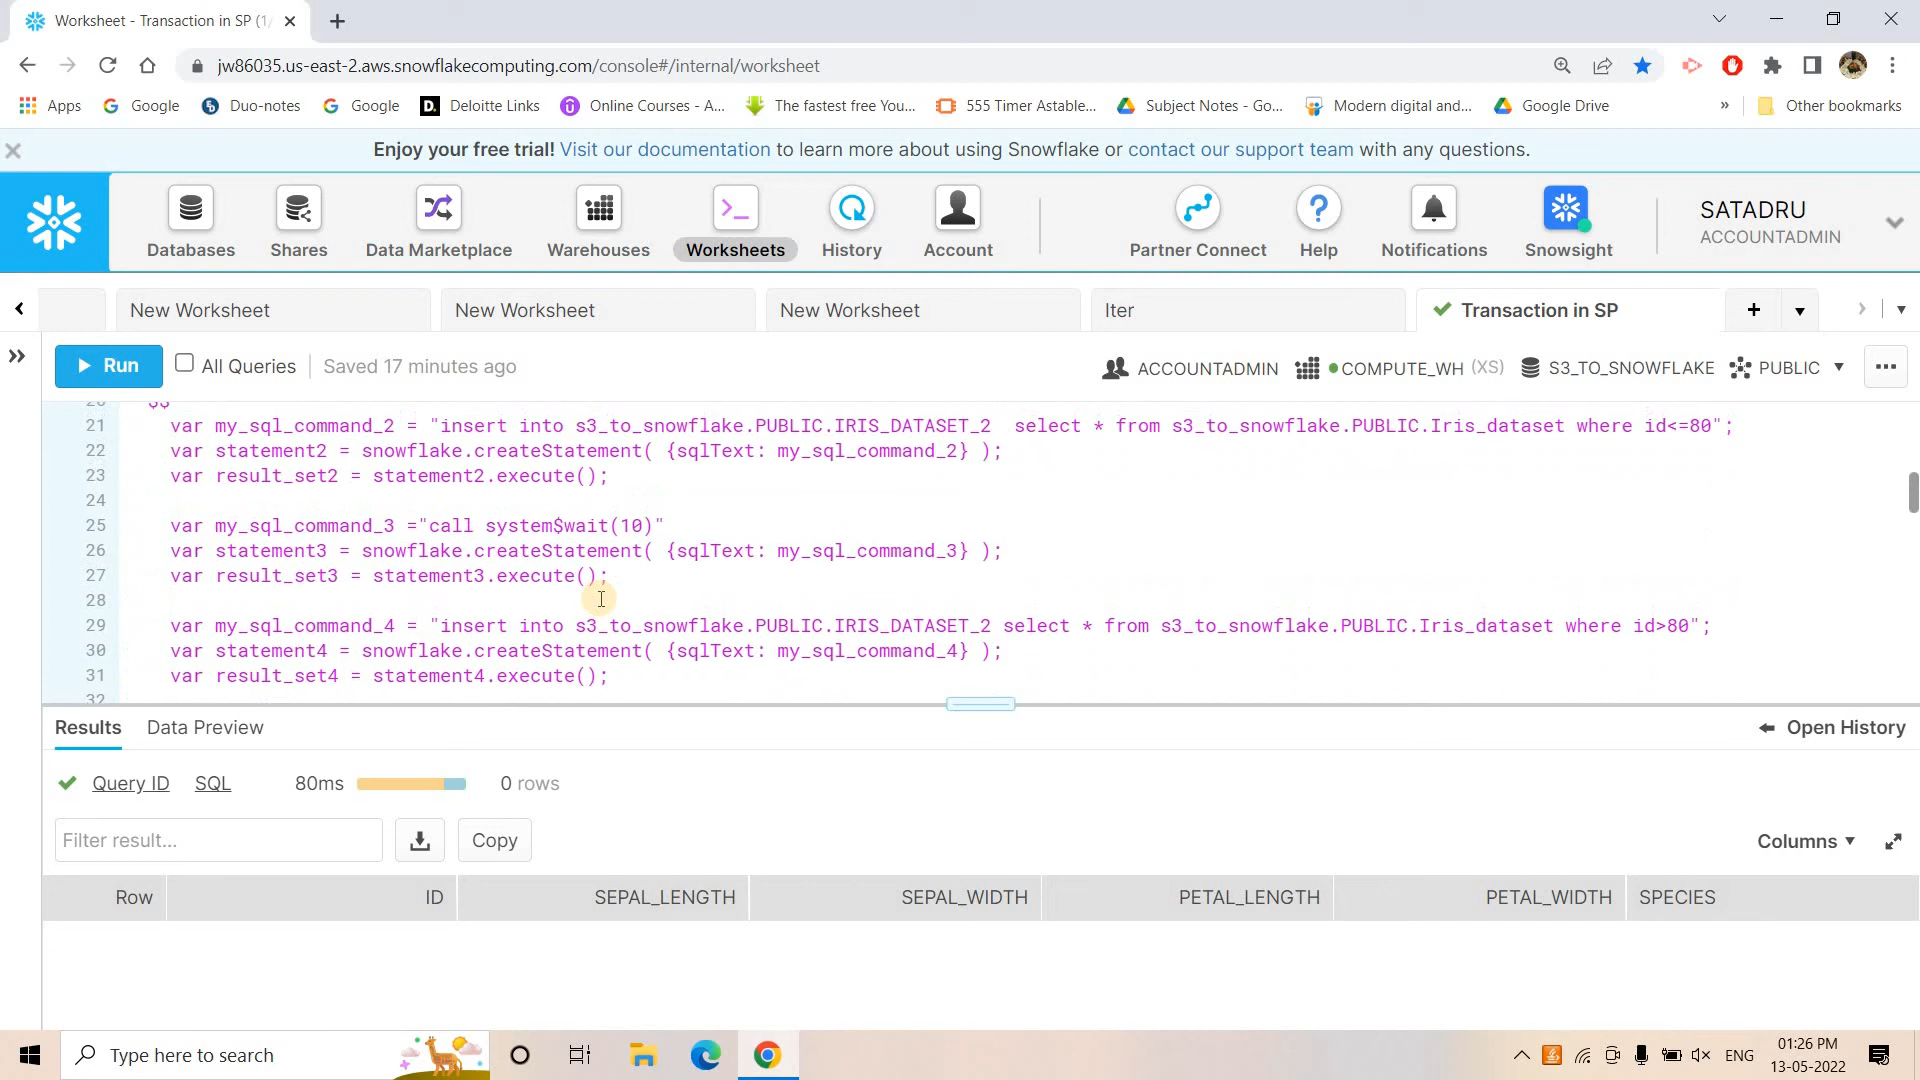 Worksheet - Transaction in SP (1/
jw86035.us-east-2.aws.snowflakecomputing.com/console#/internal/worksheet
Apps Google Duo-notes Google D. Deloitte Links Online Courses - A... The fastest free You... 555 Timer Astable... Subject Notes - Go... Modern digital and... Google Drive » Other bookmarks
Enjoy your free trial! Visit our documentation to learn more about using Snowflake or contact our support team with any questions.
Databases Shares Data Marketplace Warehouses Worksheets History Account Partner Connect Help Notifications Snowsight
SATADRU
ACCOUNTADMIN
New Worksheet New Worksheet New Worksheet Iter Transaction in SP
Run All Queries Saved 17 minutes ago ACCOUNTADMIN COMPUTE_WH (XS) S3_TO_SNOWFLAKE PUBLIC ...
20 $$
21 var my_sql_command_2 = "insert into s3_to_snowflake.PUBLIC.IRIS_DATASET_2  select * from s3_to_snowflake.PUBLIC.Iris_dataset where id<=80";
22 var statement2 = snowflake.createStatement( {sqlText: my_sql_command_2} );
23 var result_set2 = statement2.execute();
24
25 var my_sql_command_3 ="call system$wait(10)"
26 var statement3 = snowflake.createStatement( {sqlText: my_sql_command_3} );
27 var result_set3 = statement3.execute();
28
29 var my_sql_command_4 = "insert into s3_to_snowflake.PUBLIC.IRIS_DATASET_2 select * from s3_to_snowflake.PUBLIC.Iris_dataset where id>80";
30 var statement4 = snowflake.createStatement( {sqlText: my_sql_command_4} );
31 var result_set4 = statement4.execute();
32
Results Data Preview Open History
Query ID SQL 80ms 0 rows
Filter result... Copy Columns
Row ID SEPAL_LENGTH SEPAL_WIDTH PETAL_LENGTH PETAL_WIDTH SPECIES
Type here to search
ENG
01:26 PM
13-05-2022